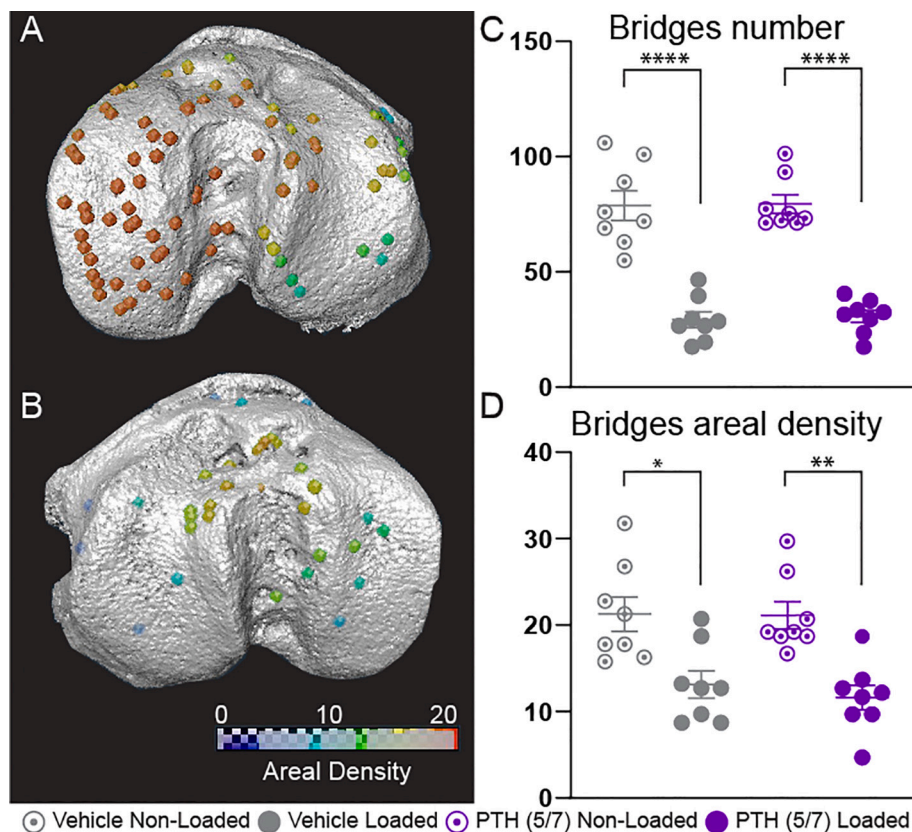 A
B
0 10 20
Areal Density
C
Bridges number
150
100
50
0
****
****
D
Bridges areal density
40
30
20
10
0
*
**
Vehicle Non-Loaded Vehicle Loaded PTH (5/7) Non-Loaded PTH (5/7) Loaded